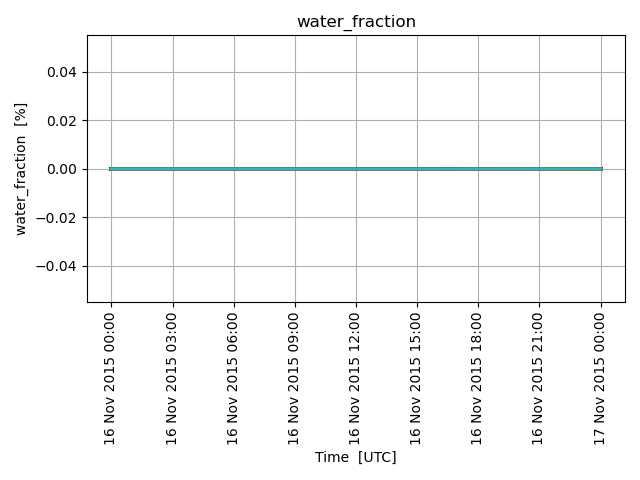 water_fraction
water_fraction [%]
0.04
0.02
0.00
−0.02
−0.04
16 Nov 2015 00:00
16 Nov 2015 03:00
16 Nov 2015 06:00
16 Nov 2015 09:00
16 Nov 2015 12:00
16 Nov 2015 15:00
16 Nov 2015 18:00
16 Nov 2015 21:00
17 Nov 2015 00:00
Time [UTC]